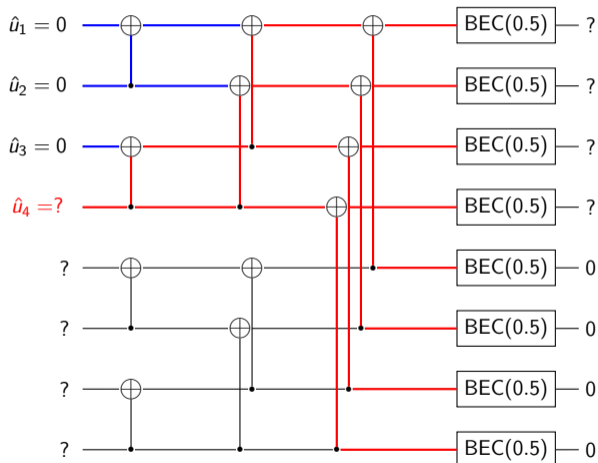 û₁ = 0 BEC(0.5) ?
û₂ = 0 BEC(0.5) ?
û₃ = 0 BEC(0.5) ?
û₄ =? BEC(0.5) ?
? BEC(0.5) 0
? BEC(0.5) 0
? BEC(0.5) 0
? BEC(0.5) 0